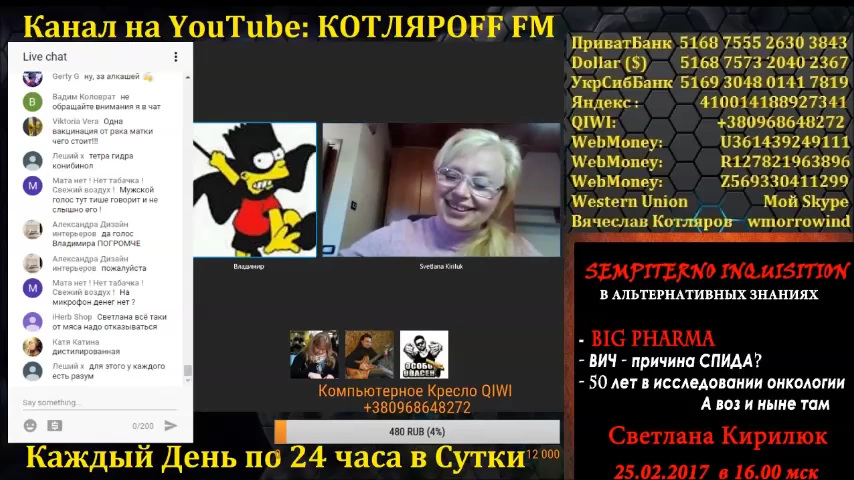 Канал на YouTube: КОТЛЯРОFF FM
Live chat
Gerty G ну, за алкашей
Вадим Коловрат не
обращайте внимания я в чат
Viktoria Vera Одна
вакцинация от рака матки
чего стоит!!!
Леший х тетра гидра
конибинол
Мата нет! Нет табачка!
Свежий воздух! Мужской
голос тут тише говорит и не
слышно его !
Александра Дизайн
интерьеров да голос
Владимира ПОГРОМЧЕ
Александра Дизайн
интерьеров пожалуйста
Мата нет! Нет табачка!
Свежий воздух! На
микрофон денег нет ?
iHerb Shop Светлана всё таки
от мяса надо отказываться
Катя Катина
дистилированная
Леший х для этого у каждого
есть разум
Say something...
0/200
Владимир
Svetlana Kiriluk
ОСОБО
ОПАСЕН
Компьютерное Кресло QIWI
+380968648272
480 RUB (4%)
12 000
Каждый День по 24 часа в Сутки
ПриватБанк 5168 7555 2630 3843
Dollar ($) 5168 7573 2040 2367
УкрСибБанк 5169 3048 0141 7819
Яндекс : 410014188927341
QIWI: +380968648272
WebMoney: U361439249111
WebMoney: R127821963896
WebMoney: Z569330411299
Western Union Мой Skype
Вячеслав Котляров wmorrowind
SEMPITERNO INQUISITION
В АЛЬТЕРНАТИВНЫХ ЗНАНИЯХ
- BIG PHARMA
- ВИЧ - причина СПИДА?
- 50 лет в исследовании онкологии
А воз и ныне там
Светлана Кирилюк
25.02.2017 в 16.00 мск